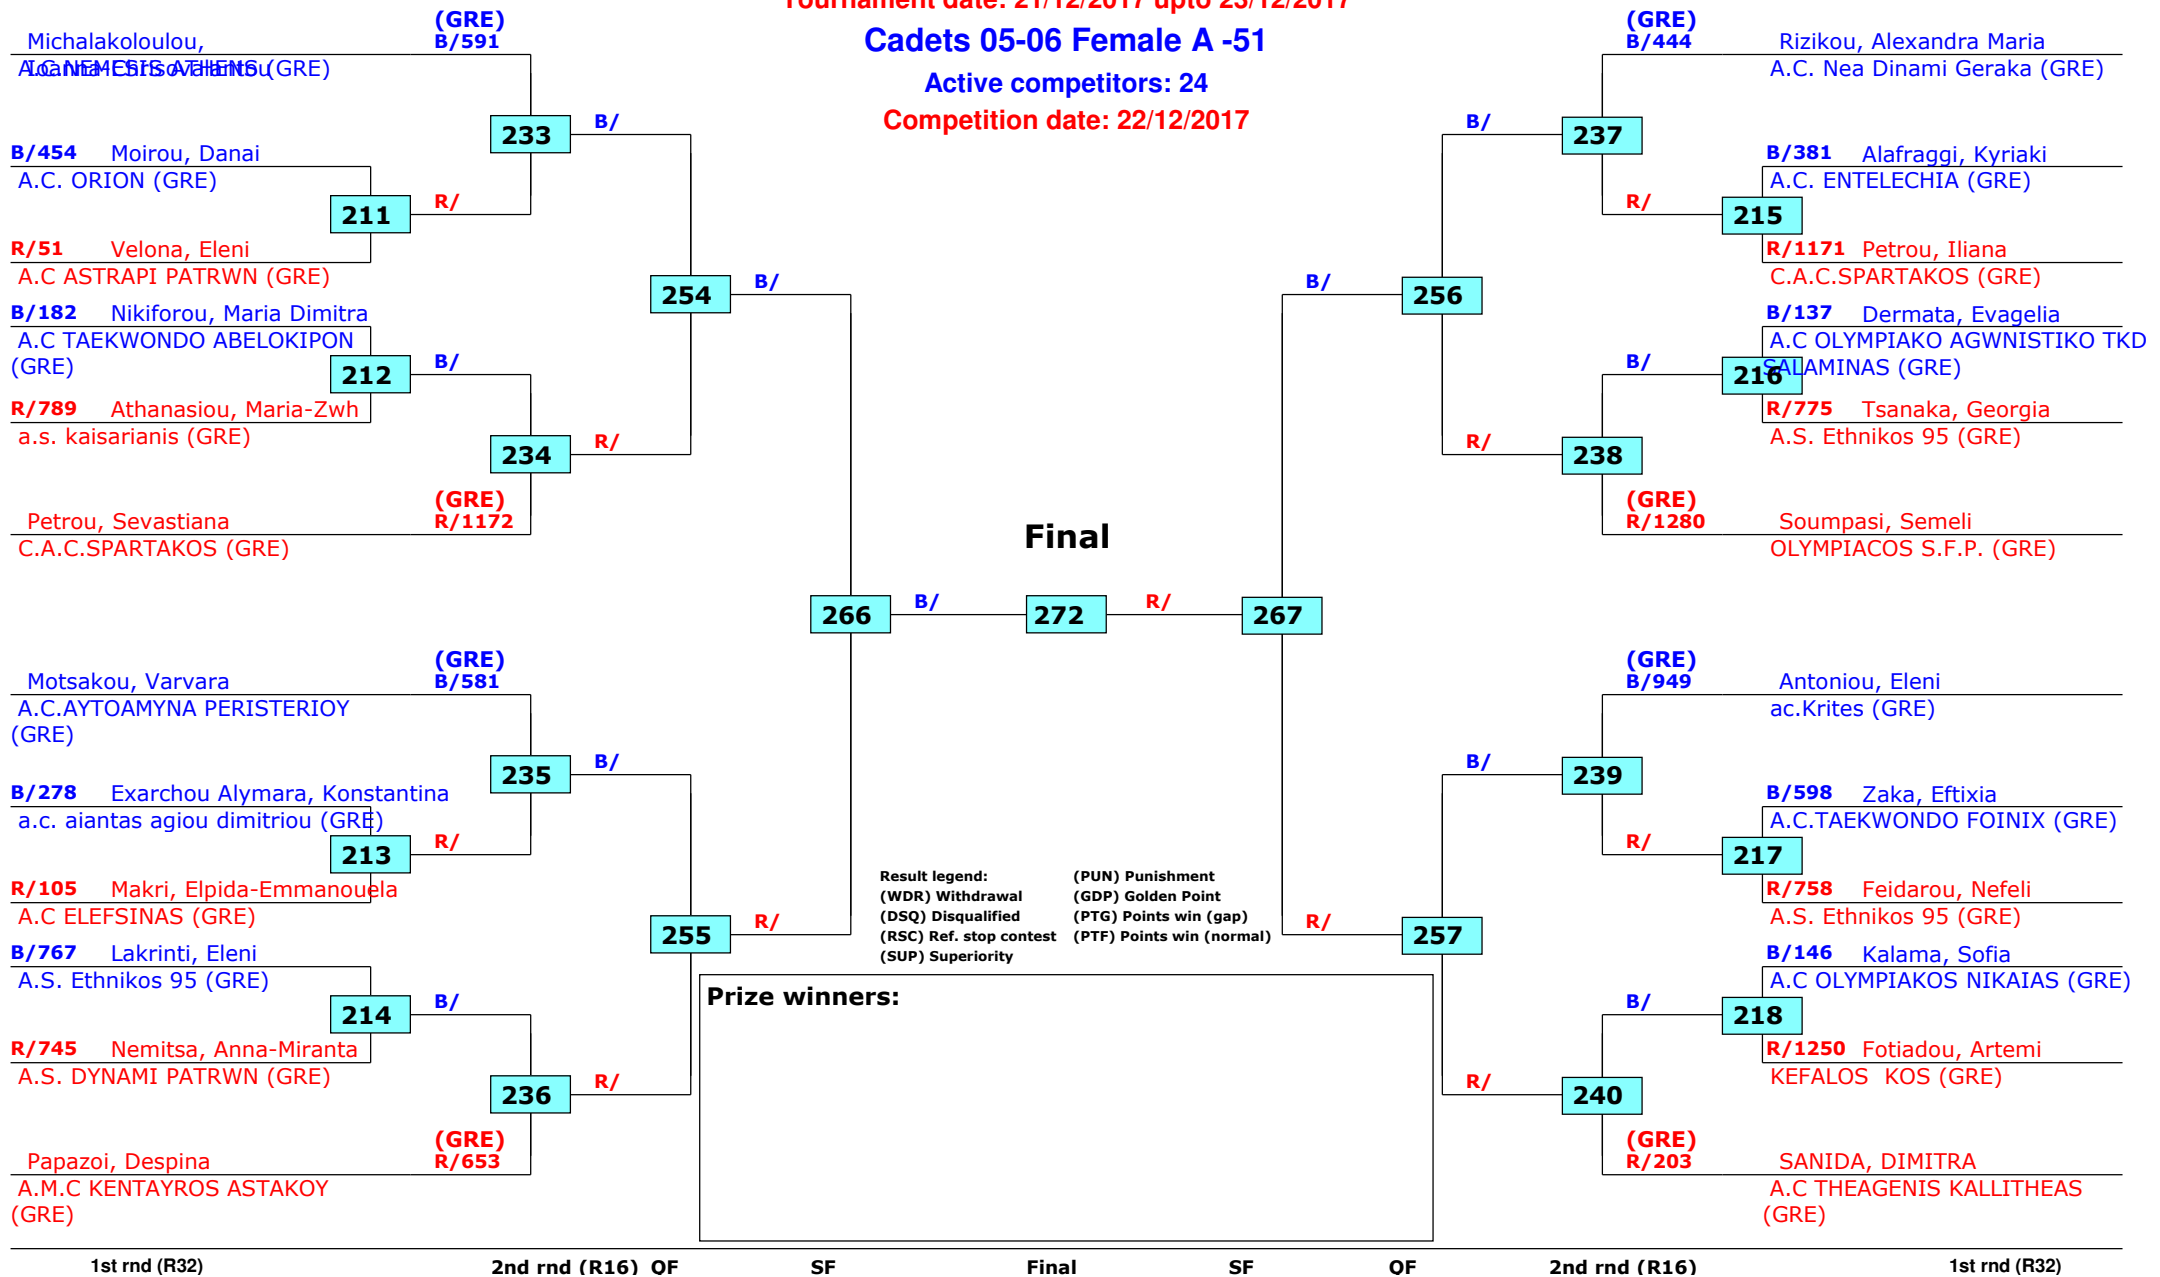 Tournament date: 21/12/2017 upto 23/12/2017
Cadets 05-06 Female A -51
Active competitors: 24
Competition date: 22/12/2017
(GRE)
Michalakoloulou,
B/591
Ioanna-Chrisovalantou
A.C. NEMESIS ATHENS (GRE)
233
B/
B/454 Moirou, Danai
A.C. ORION (GRE)
211
R/
R/51 Velona, Eleni
A.C ASTRAPI PATRWN (GRE)
254
B/
B/182 Nikiforou, Maria Dimitra
A.C TAEKWONDO ABELOKIPON
(GRE)
212
B/
R/789 Athanasiou, Maria-Zwh
a.s. kaisarianis (GRE)
234
R/
(GRE)
R/1172
Petrou, Sevastiana
C.A.C.SPARTAKOS (GRE)
266
B/
(GRE)
B/581
Motsakou, Varvara
A.C.AYTOAMYNA PERISTERIOY
(GRE)
235
B/
B/278 Exarchou Alymara, Konstantina
a.c. aiantas agiou dimitriou (GRE)
213
R/
R/105 Makri, Elpida-Emmanouela
A.C ELEFSINAS (GRE)
255
R/
B/767 Lakrinti, Eleni
A.S. Ethnikos 95 (GRE)
214
B/
R/745 Nemitsa, Anna-Miranta
A.S. DYNAMI PATRWN (GRE)
236
R/
(GRE)
R/653
Papazoi, Despina
A.M.C KENTAYROS ASTAKOY
(GRE)
Final
272
R/
267
(GRE)
B/444 Rizikou, Alexandra Maria
A.C. Nea Dinami Geraka (GRE)
B/
237
B/381 Alafraggi, Kyriaki
A.C. ENTELECHIA (GRE)
R/
215
R/1171 Petrou, Iliana
C.A.C.SPARTAKOS (GRE)
B/
256
B/137 Dermata, Evagelia
A.C OLYMPIAKO AGWNISTIKO TKD
SALAMINAS (GRE)
B/
216
R/775 Tsanaka, Georgia
A.S. Ethnikos 95 (GRE)
R/
238
(GRE)
R/1280 Soumpasi, Semeli
OLYMPIACOS S.F.P. (GRE)
(GRE)
B/949 Antoniou, Eleni
ac.Krites (GRE)
B/
239
B/598 Zaka, Eftixia
A.C.TAEKWONDO FOINIX (GRE)
R/
217
R/758 Feidarou, Nefeli
A.S. Ethnikos 95 (GRE)
R/
257
B/146 Kalama, Sofia
A.C OLYMPIAKOS NIKAIAS (GRE)
B/
218
R/1250 Fotiadou, Artemi
KEFALOS KOS (GRE)
R/
240
(GRE)
R/203 SANIDA, DIMITRA
A.C THEAGENIS KALLITHEAS
(GRE)
Result legend: (PUN) Punishment
(WDR) Withdrawal (GDP) Golden Point
(DSQ) Disqualified (PTG) Points win (gap)
(RSC) Ref. stop contest (PTF) Points win (normal)
(SUP) Superiority
Prize winners:
1st rnd (R32) 2nd rnd (R16) QF SF Final SF QF 2nd rnd (R16) 1st rnd (R32)